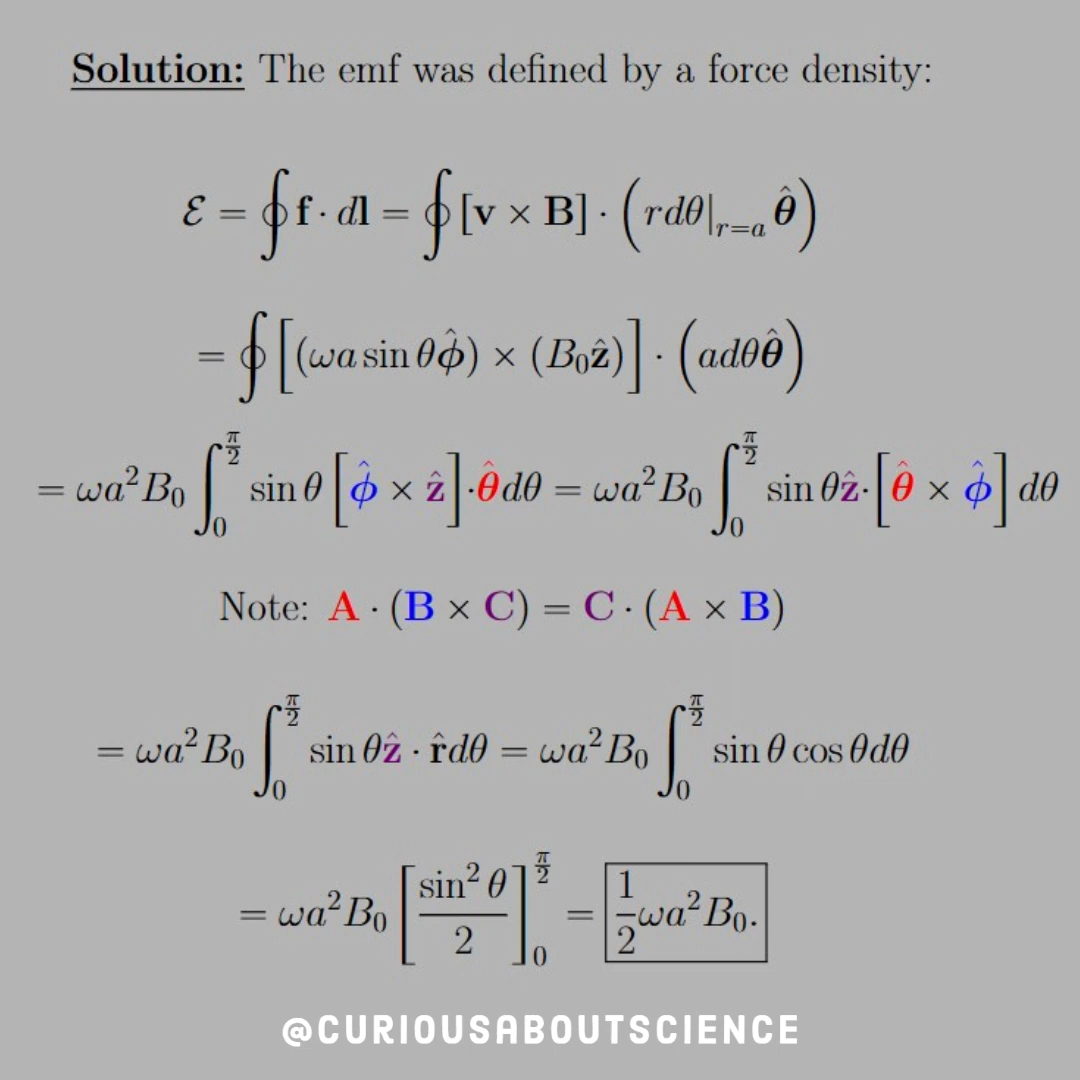 Solution: The emf was defined by a force density:
ℰ = ∮ f · dl = ∮ [v × B] · (rdθ|_{r=a} θ̂)
= ∮ [(ωa sin θφ̂) × (B₀ẑ)] · (adθθ̂)
= ωa²B₀ ∫₀^{π/2} sin θ [φ̂ × ẑ] · θ̂dθ = ωa²B₀ ∫₀^{π/2} sin θẑ · [θ̂ × φ̂] dθ
Note: A · (B × C) = C · (A × B)
= ωa²B₀ ∫₀^{π/2} sin θẑ · r̂dθ = ωa²B₀ ∫₀^{π/2} sin θ cos θdθ
= ωa²B₀ [sin² θ / 2]₀^{π/2} = 1/2 ωa²B₀.
@CURIOUSABOUTSCIENCE